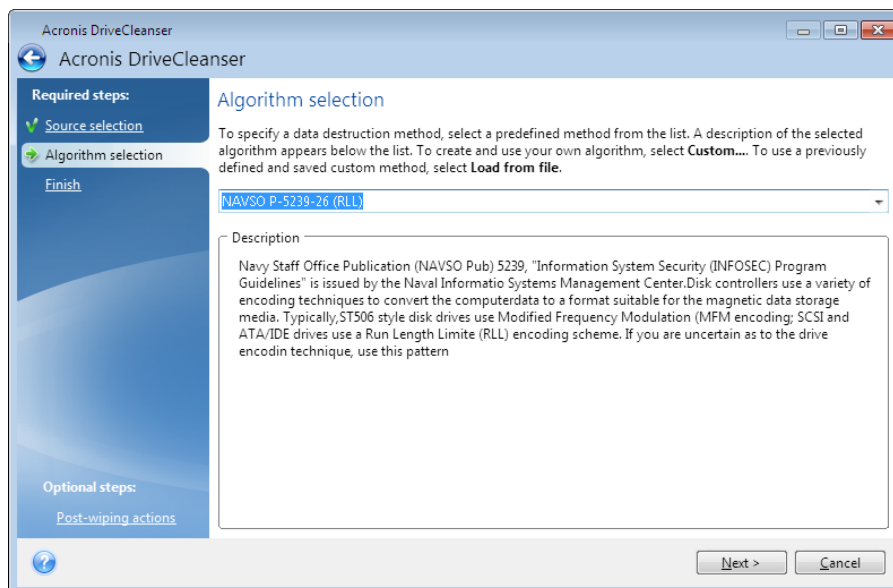 Acronis DriveCleanser
Acronis DriveCleanser
Required steps:
Source selection
Algorithm selection
Finish
Optional steps:
Post-wiping actions
Algorithm selection
To specify a data destruction method, select a predefined method from the list. A description of the selected
algorithm appears below the list. To create and use your own algorithm, select Custom.... To use a previously
defined and saved custom method, select Load from file.
NAVSO P-5239-26 (RLL)
Description
Navy Staff Office Publication (NAVSO Pub) 5239, "Information System Security (INFOSEC) Program
Guidelines" is issued by the Naval Informatio Systems Management Center.Disk controllers use a variety of
encoding techniques to convert the computerdata to a format suitable for the magnetic data storage
media. Typically,ST506 style disk drives use Modified Frequency Modulation (MFM encoding; SCSI and
ATA/IDE drives use a Run Length Limite (RLL) encoding scheme. If you are uncertain as to the drive
encodin technique, use this pattern
?
Next >
Cancel